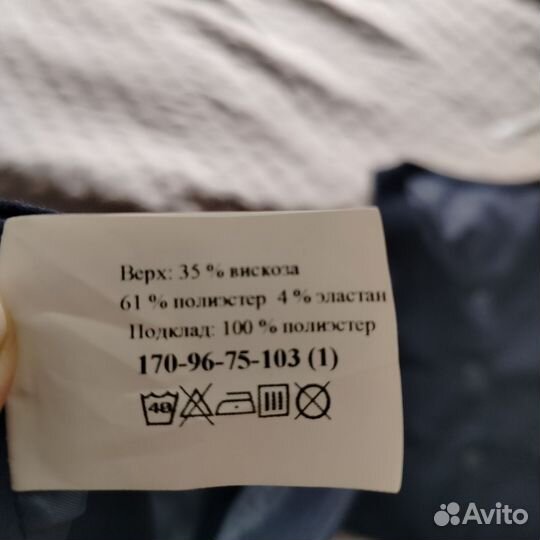 Верх: 35 % вискоза
61 % полиэстер 4 % эластан
Подклад: 100 % полиэстер
170-96-75-103 (1)
40
Avito